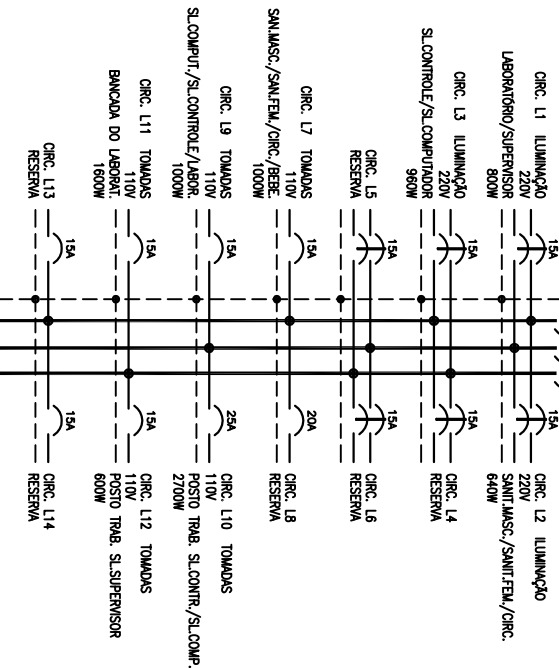 CIRC. L1 ILUMINAÇÃO
220V
LABORATÓRIO/SUPERVISOR
800W
15A
15A
CIRC. L2 ILUMINAÇÃO
220V
SANIT.MASC./SANIT.FEM./CIRC.
640W
CIRC. L3 ILUMINAÇÃO
220V
SL.CONTROLE/SL.COMPUTADOR
960W
15A
15A
CIRC. L4
RESERVA
CIRC. L5
RESERVA
15A
15A
CIRC. L6
RESERVA
CIRC. L7 TOMADAS
110V
SAN.MASC./SAN.FEM./CIRC./BEBE.
1000W
15A
20A
CIRC. L8
RESERVA
CIRC. L9 TOMADAS
110V
SL.COMPUT./SL.CONTROLE/LABOR.
1000W
15A
25A
CIRC. L10 TOMADAS
110V
POSTO TRAB. SL.CONTR./SL.COMP.
2700W
CIRC. L11 TOMADAS
110V
BANCADA DO LABORAT.
1600W
15A
15A
CIRC. L12 TOMADAS
110V
POSTO TRAB. SL.SUPERVISOR
600W
CIRC. L13
RESERVA
15A
15A
CIRC. L14
RESERVA